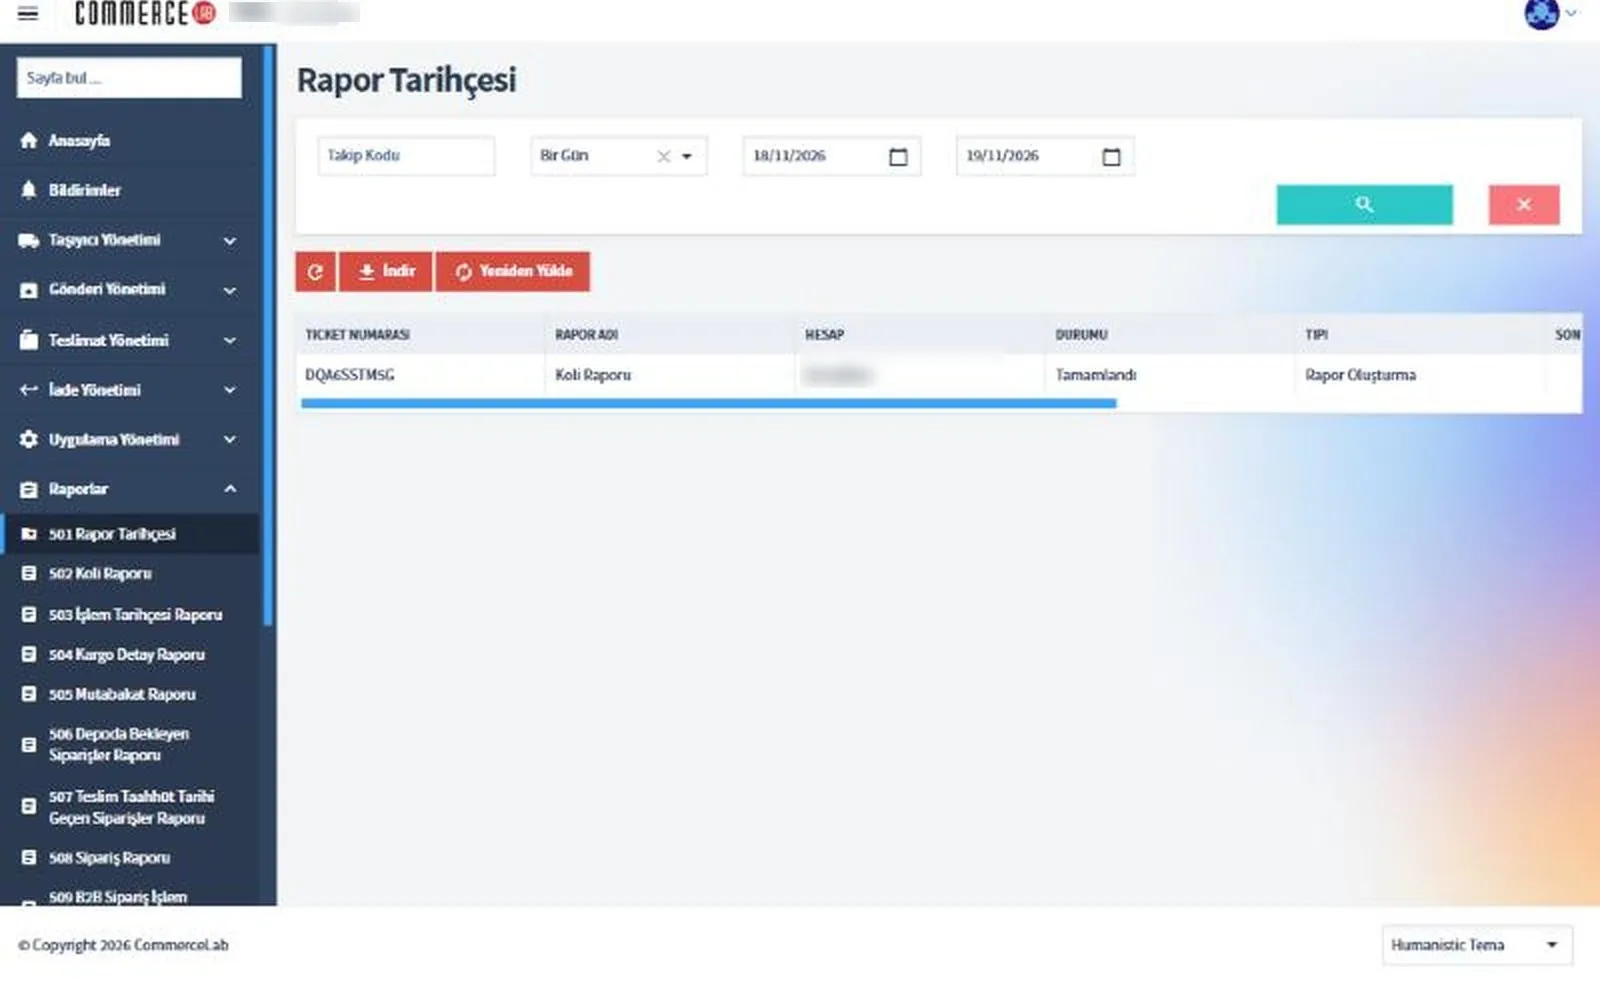 COMMERCE LAB
Sayfa bul ...
Anasayfa
Bildirimler
Taşıyıcı Yönetimi
Gönderi Yönetimi
Teslimat Yönetimi
İade Yönetimi
Uygulama Yönetimi
Raporlar
501 Rapor Tarihçesi
502 Koli Raporu
503 İşlem Tarihçesi Raporu
504 Kargo Detay Raporu
505 Mutabakat Raporu
506 Depoda Bekleyen
Siparişler Raporu
507 Teslim Taahhüt Tarihi
Geçen Siparişler Raporu
508 Sipariş Raporu
509 B2B Sipariş İşlem
Rapor Tarihçesi
Takip Kodu Bir Gün 18/11/2026 19/11/2026
İndir Yeniden Yükle
TICKET NUMARASI RAPOR ADI HESAP DURUMU TIPI SON
DQA6SSTM5G Koli Raporu Tamamlandı Rapor Oluşturma
© Copyright 2026 CommerceLab
Humanistic Tema